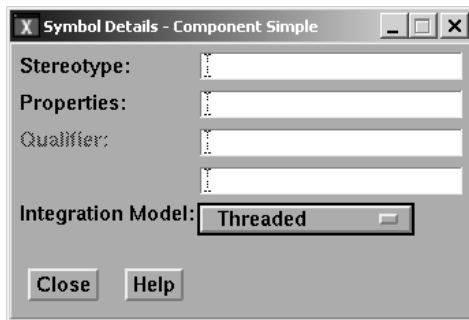 X Symbol Details - Component Simple
Stereotype:
Properties:
Qualifier:
Integration Model: Threaded
Close Help